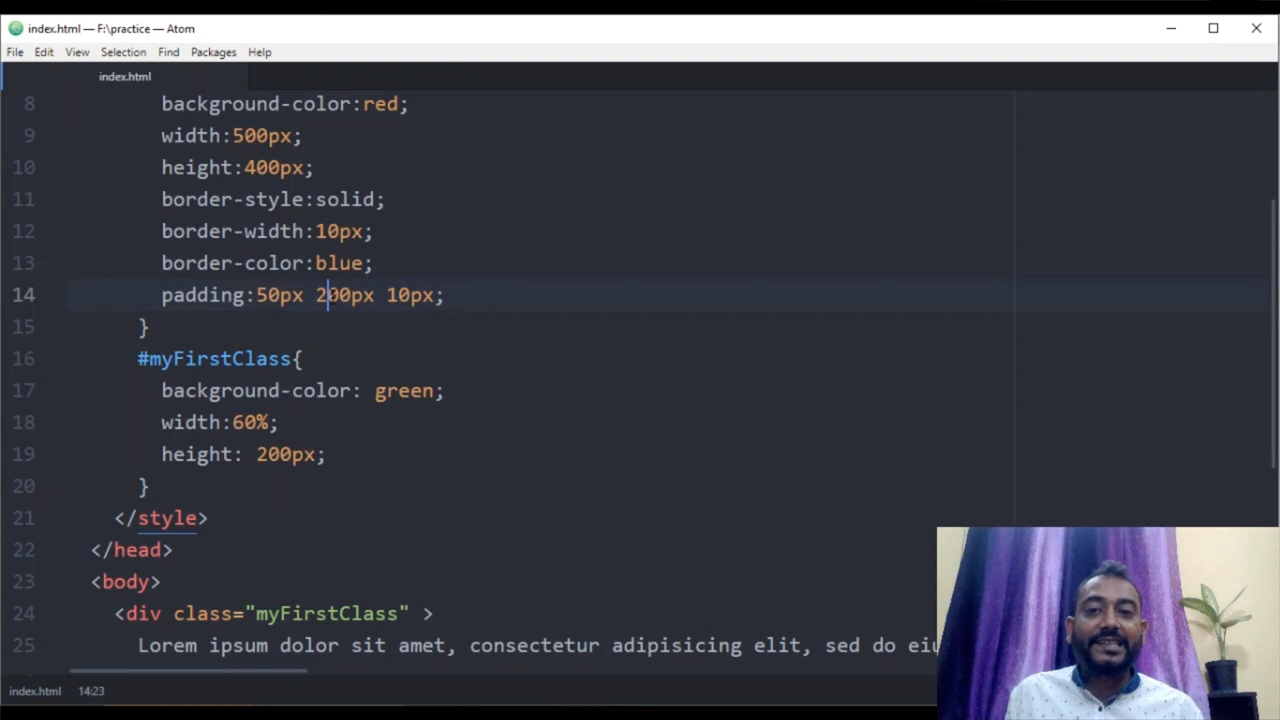 index.html — F:\practice — Atom
File Edit View Selection Find Packages Help
index.html
8 background-color:red;
9 width:500px;
10 height:400px;
11 border-style:solid;
12 border-width:10px;
13 border-color:blue;
14 padding:50px 200px 10px;
15 }
16 #myFirstClass{
17 background-color: green;
18 width:60%;
19 height: 200px;
20 }
21 </style>
22 </head>
23 <body>
24 <div class="myFirstClass" >
25 Lorem ipsum dolor sit amet, consectetur adipisicing elit, sed do eiu
index.html 14:23